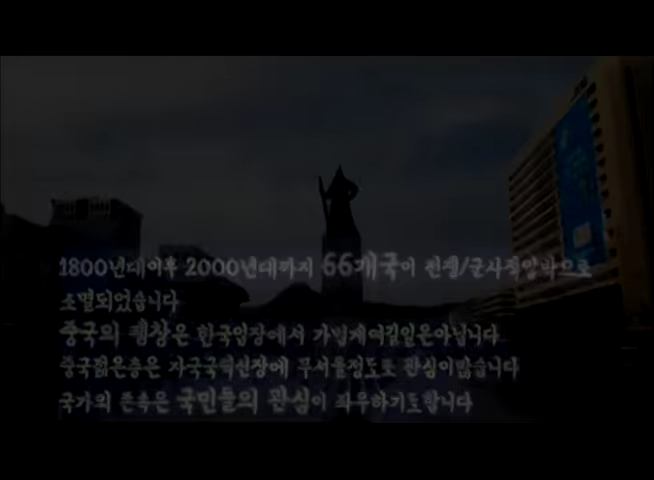 1800년대이후 2000년대까지 66개국이 전쟁/군사적압박으로
소멸되었습니다
중국의 팽창은 한국입장에서 가볍게여길일은아닙니다
중국젊은층은 자국국력신장에 무서울정도로 관심이많습니다
국가의 존속은 국민들의 관심이 좌우하기도합니다